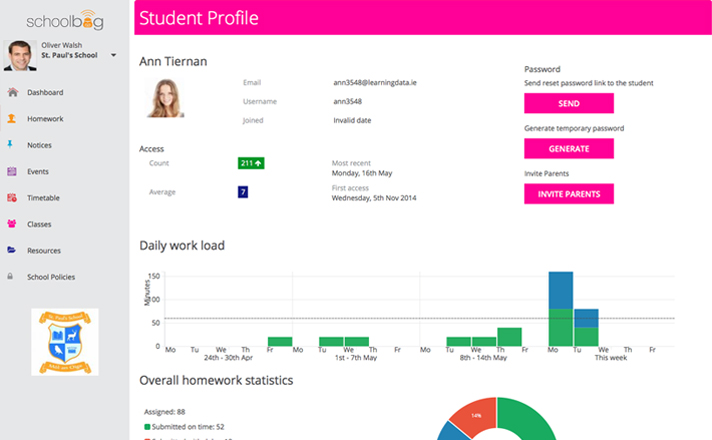 schoolbag
Oliver Walsh
St. Paul's School
Dashboard
Homework
Notices
Events
Timetable
Classes
Resources
School Policies
St. Paul's School
Student Profile
Ann Tiernan
Email
ann3548@learningdata.ie
Username
ann3548
Joined
Invalid date
Password
Send reset password link to the student
SEND
Generate temporary password
GENERATE
Invite Parents
INVITE PARENTS
Access
Count
211
Most recent
Monday, 16th May
Average
7
First access
Wednesday, 5th Nov 2014
Daily work load
Minutes
150
100
50
0
Mo Tu We Th Fr Mo Tu We Th Fr Mo Tu We Th Fr Mo Tu We Th Fr
24th - 30th Apr 1st - 7th May 8th - 14th May This week
Overall homework statistics
Assigned: 88
Submitted on time: 52
14%